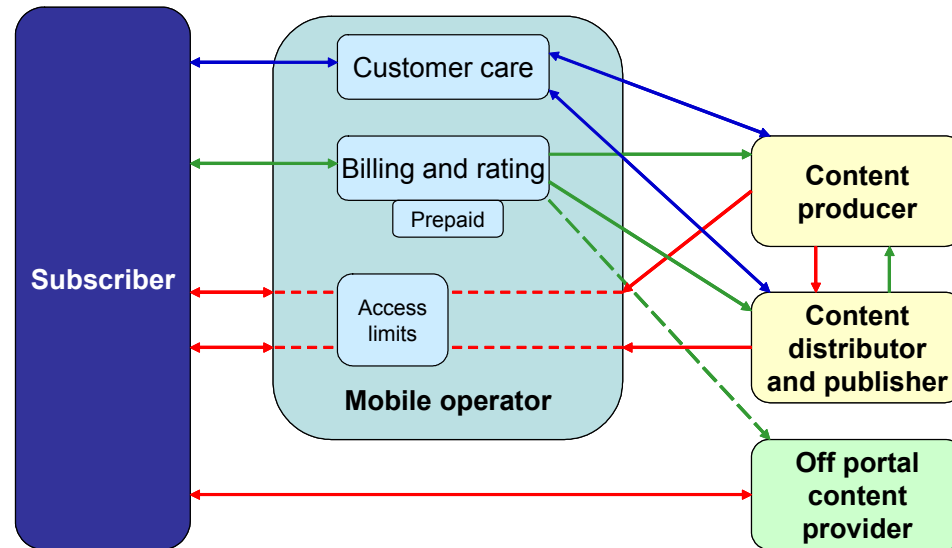 Subscriber
Customer care
Billing and rating
Prepaid
Access
limits
Mobile operator
Content
producer
Content
distributor
and publisher
Off portal
content
provider